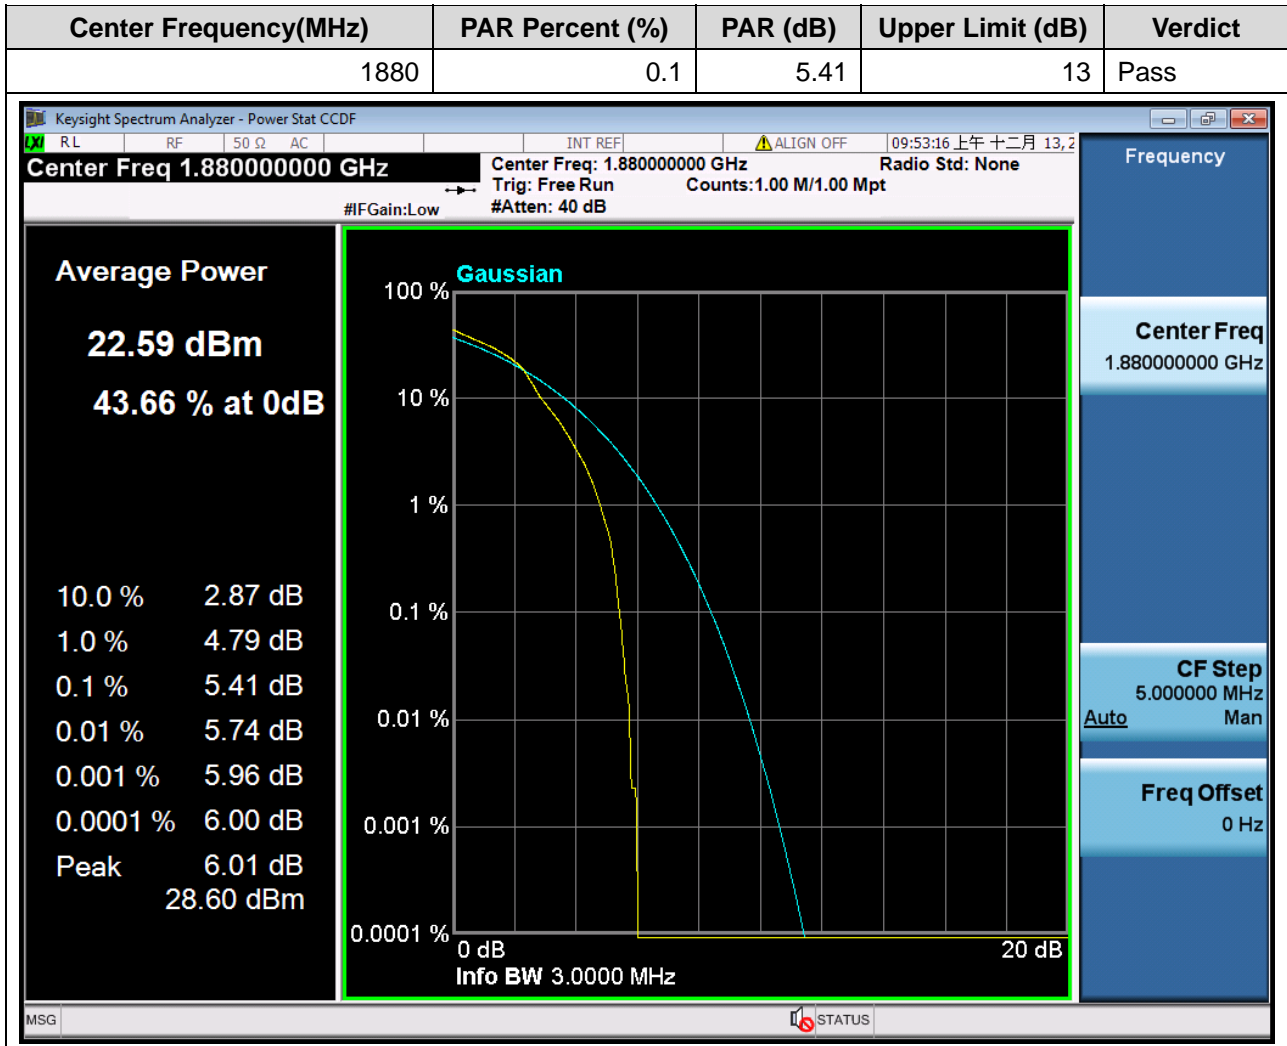 Center Frequency(MHz) PAR Percent (%) PAR (dB) Upper Limit (dB) Verdict
1880 0.1 5.41 13 Pass
Keysight Spectrum Analyzer - Power Stat CCDF
LXI RL RF 50 Ω AC INT REF ALIGN OFF 09:53:16 上午 十二月 13, 2
Center Freq 1.880000000 GHz
#IFGain:Low
Center Freq: 1.880000000 GHz Radio Std: None
Trig: Free Run Counts:1.00 M/1.00 Mpt
#Atten: 40 dB
Average Power
22.59 dBm
43.66 % at 0dB
10.0 % 2.87 dB
1.0 % 4.79 dB
0.1 % 5.41 dB
0.01 % 5.74 dB
0.001 % 5.96 dB
0.0001 % 6.00 dB
Peak 6.01 dB
28.60 dBm
Gaussian
100 %
10 %
1 %
0.1 %
0.01 %
0.001 %
0.0001 %
0 dB 20 dB
Info BW 3.0000 MHz
Frequency
Center Freq
1.880000000 GHz
CF Step
5.000000 MHz
Auto Man
Freq Offset
0 Hz
MSG STATUS